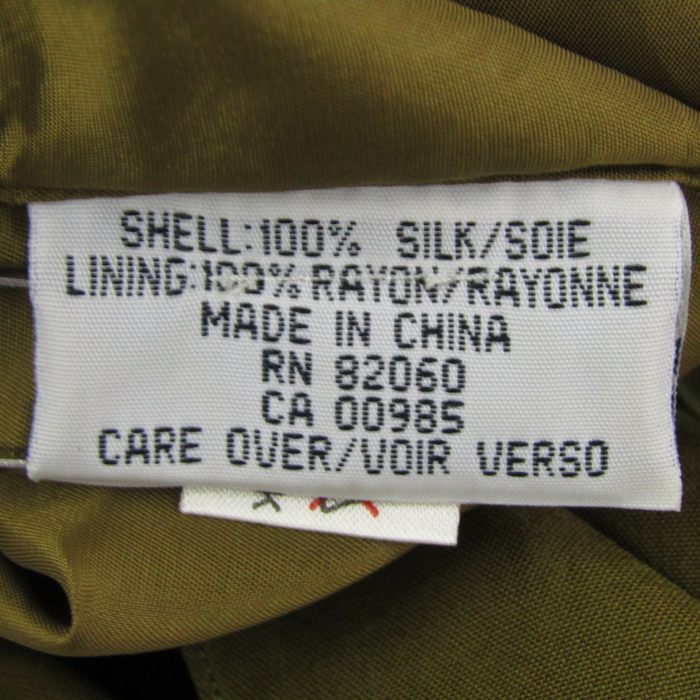 SHELL:100% SILK/SOIE
LINING:100% RAYON/RAYONNE
MADE IN CHINA
RN 82060
CA 00985
CARE OVER/VOIR VERSO